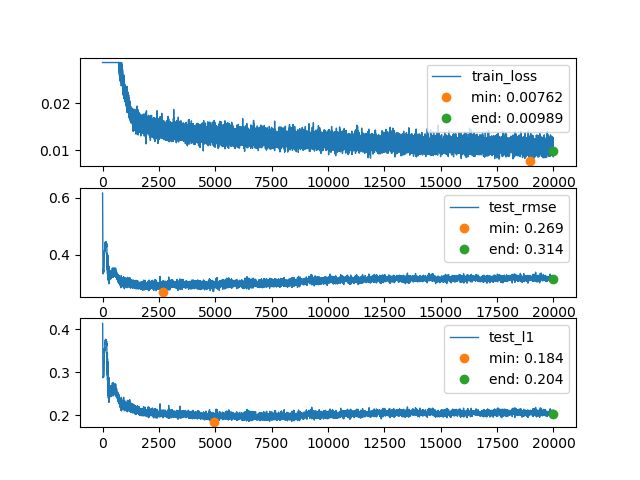 train_loss
min: 0.00762
end: 0.00989
0.02
0.01
0 2500 5000 7500 10000 12500 15000 17500 20000
test_rmse
min: 0.269
end: 0.314
0.6
0.4
0 2500 5000 7500 10000 12500 15000 17500 20000
test_l1
min: 0.184
end: 0.204
0.4
0.3
0.2
0 2500 5000 7500 10000 12500 15000 17500 20000